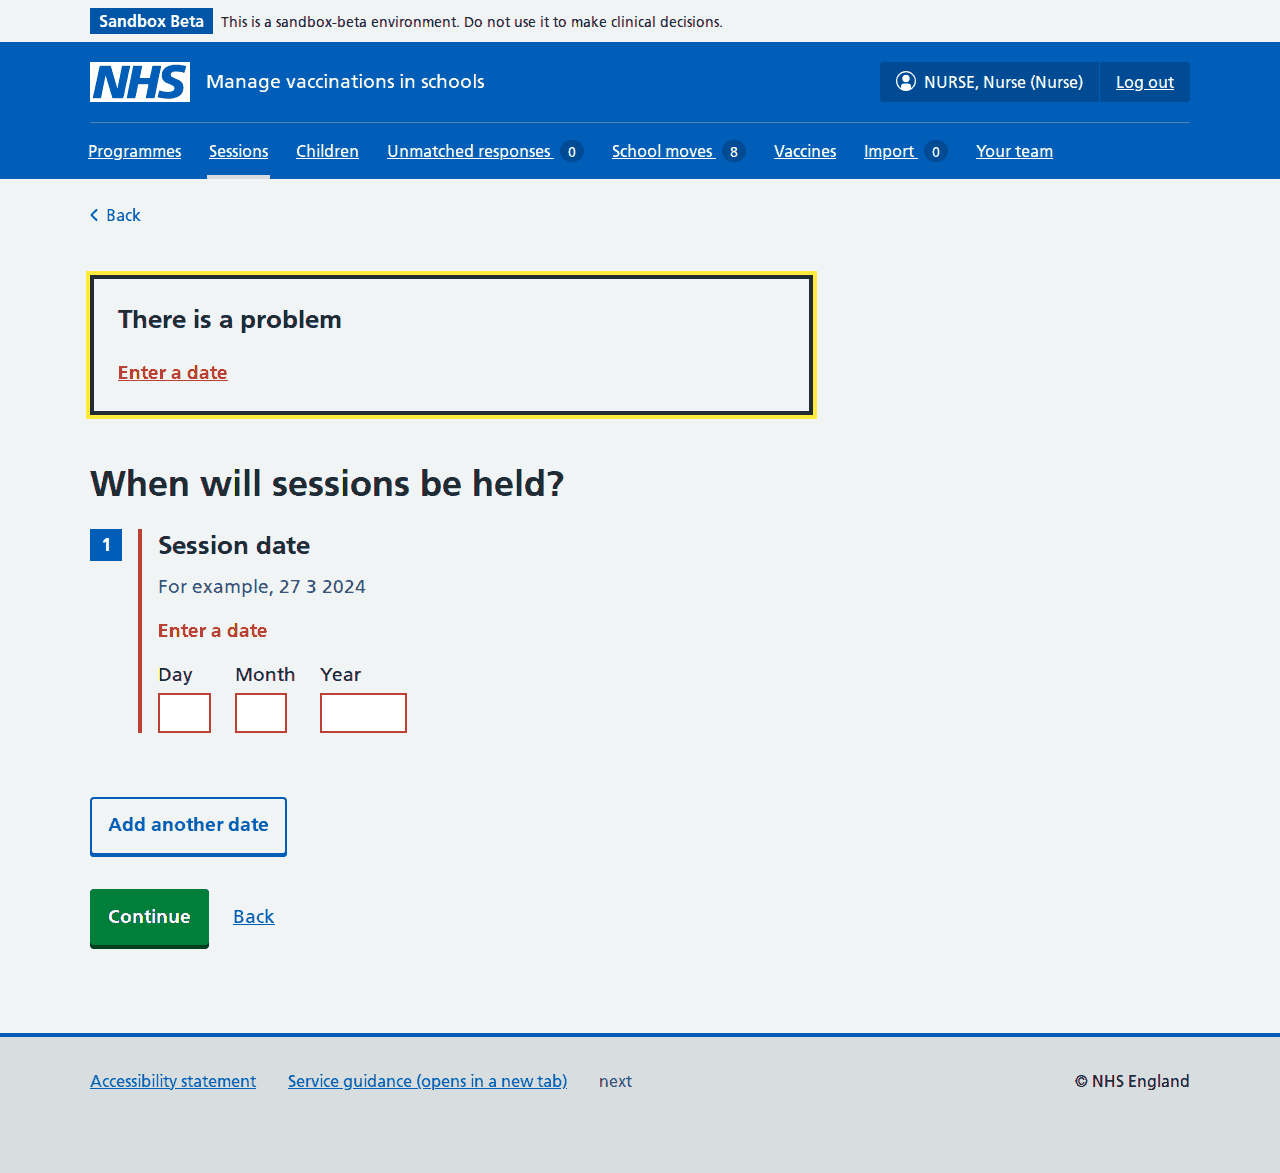 Sandbox Beta This is a sandbox-beta environment. Do not use it to make clinical decisions.
NHS Manage vaccinations in schools NURSE, Nurse (Nurse) Log out
Programmes Sessions Children Unmatched responses 0 School moves 8 Vaccines Import 0 Your team
Back
There is a problem
Enter a date
When will sessions be held?
1 Session date
For example, 27 3 2024
Enter a date
Day Month Year
Add another date
Continue Back
Accessibility statement Service guidance (opens in a new tab) next © NHS England